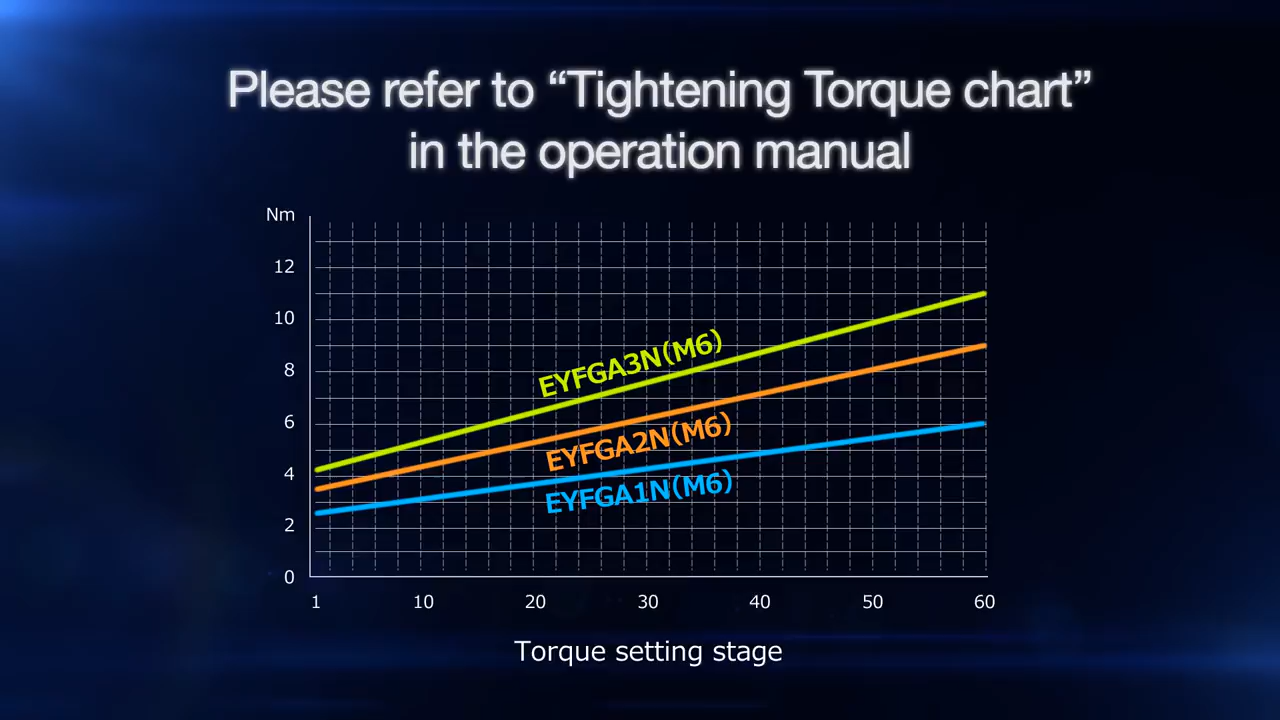 Please refer to “Tightening Torque chart”
in the operation manual
Nm
12
10
8
6
4
2
0
EYFGA3N(M6)
EYFGA2N(M6)
EYFGA1N(M6)
1 10 20 30 40 50 60
Torque setting stage